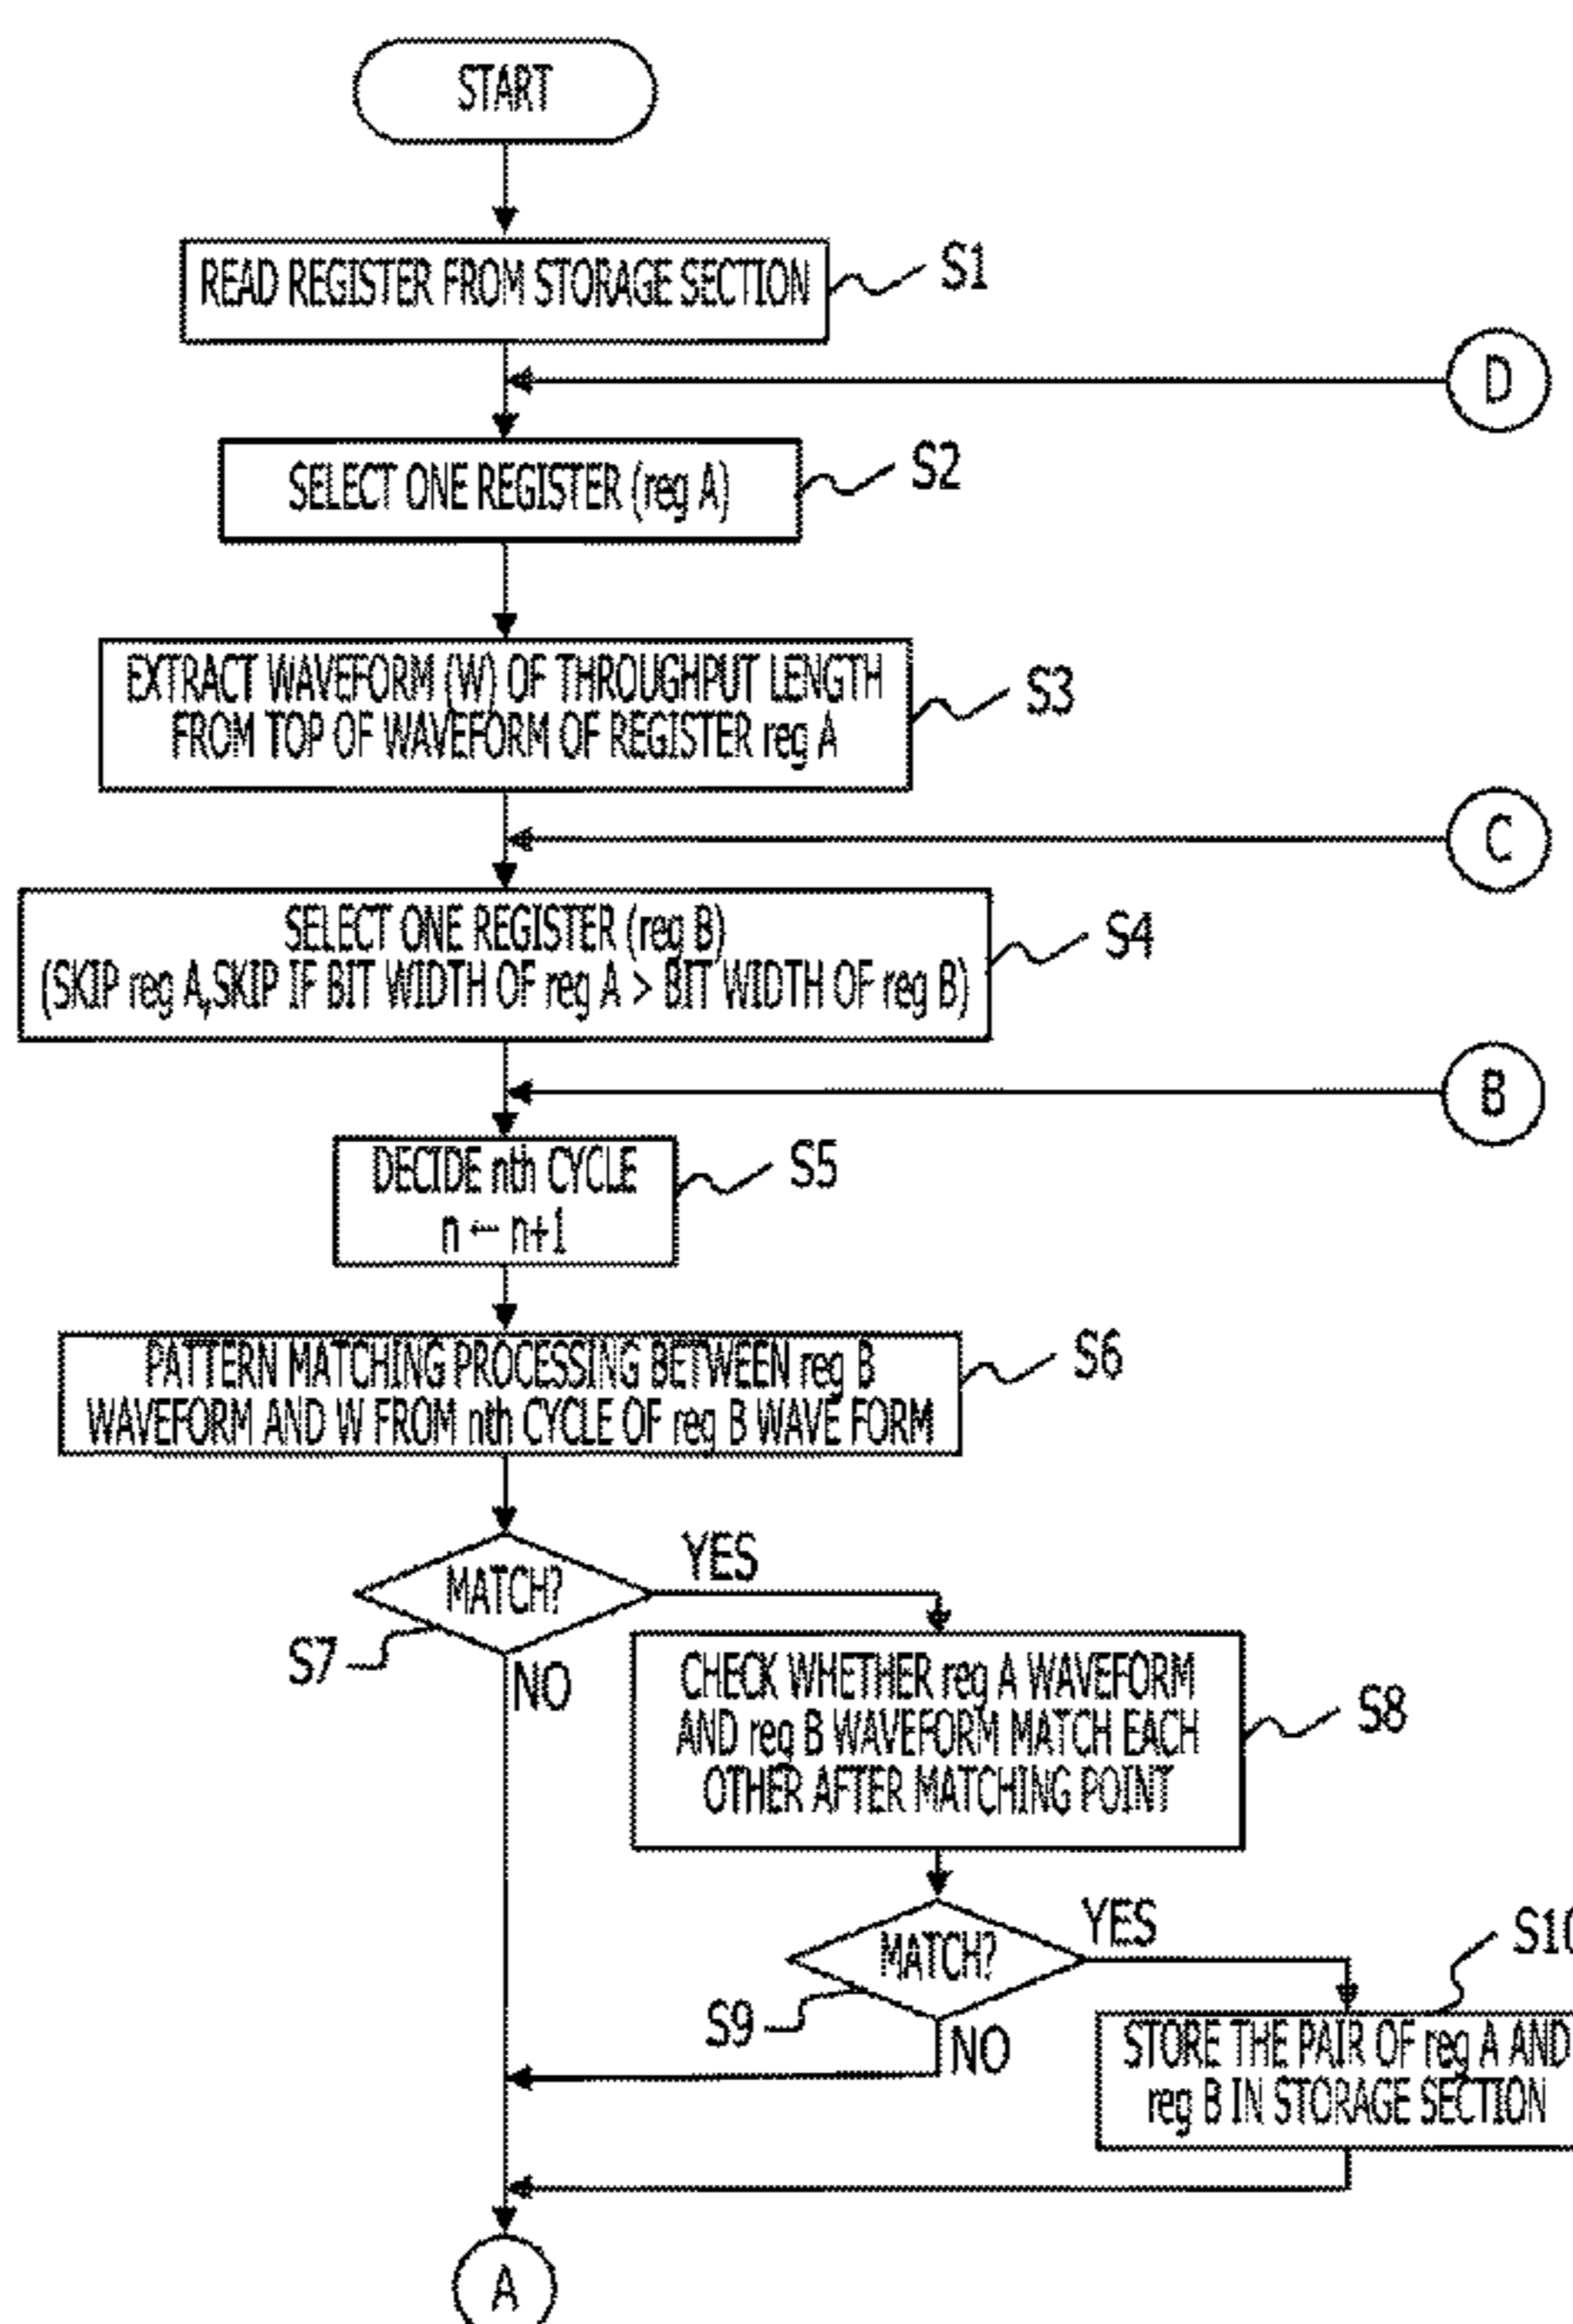 START
READ REGISTER FROM STORAGE SECTION
S1
D
SELECT ONE REGISTER (reg A)
S2
EXTRACT WAVEFORM (W) OF THROUGHPUT LENGTH
FROM TOP OF WAVEFORM OF REGISTER reg A
S3
C
SELECT ONE REGISTER (reg B)
(SKIP reg A,SKIP IF BIT WIDTH OF reg A > BIT WIDTH OF reg B)
S4
B
DECIDE nth CYCLE
n ← n+1
S5
PATTERN MATCHING PROCESSING BETWEEN reg B
WAVEFORM AND W FROM nth CYCLE OF reg B WAVE FORM
S6
MATCH?
YES
S7
NO
CHECK WHETHER reg A WAVEFORM
AND reg B WAVEFORM MATCH EACH
OTHER AFTER MATCHING POINT
S8
MATCH?
YES
S9
NO
S10
STORE THE PAIR OF reg A AND
reg B IN STORAGE SECTION
A